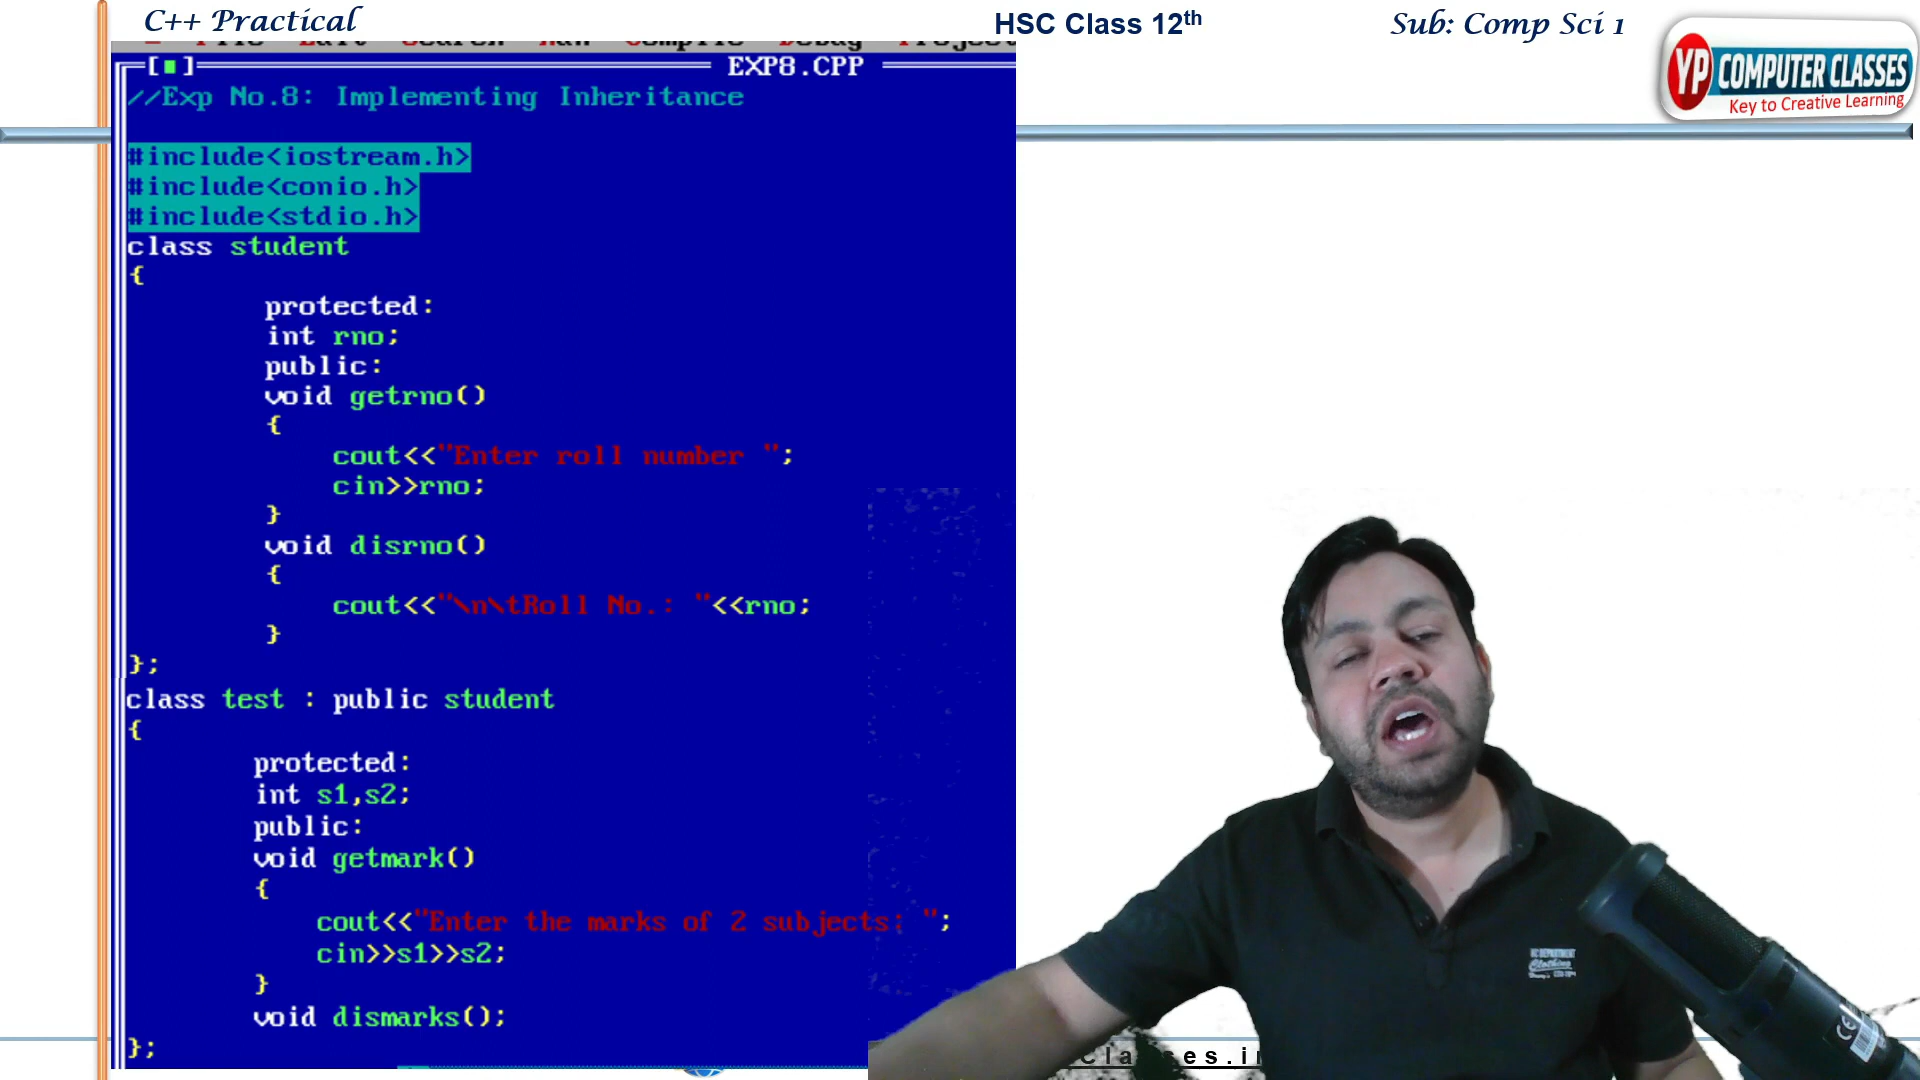 C++ Practical
HSC Class 12th
Sub: Comp Sci 1
YP COMPUTER CLASSES
Key to Creative Learning
EXP8.CPP
//Exp No.8: Implementing Inheritance
#include<iostream.h>
#include<conio.h>
#include<stdio.h>
class student
{
protected:
int rno;
public:
void getrno()
{
cout<<"Enter roll number ";
cin>>rno;
}
void disrno()
{
cout<<"\n\tRoll No.: "<<rno;
}
};
class test : public student
{
protected:
int s1,s2;
public:
void getmark()
{
cout<<"Enter the marks of 2 subjects: ";
cin>>s1>>s2;
}
void dismarks();
};